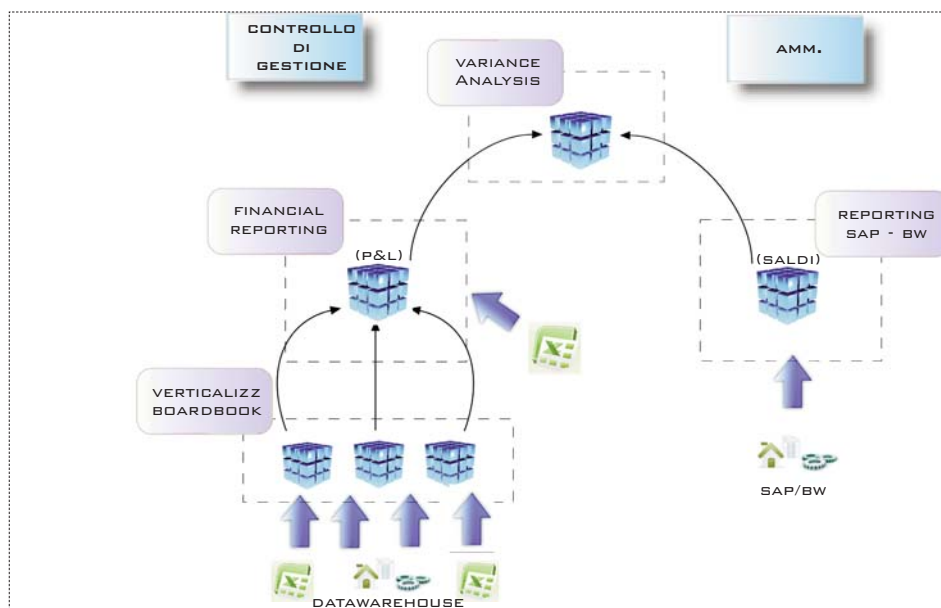 CONTROLLO
DI
GESTIONE
VARIANCE
ANALYSIS
AMM.
FINANCIAL
REPORTING
(P&L)
REPORTING
SAP - BW
(SALDI)
VERTICALIZZ
BOARDBOOK
SAP/BW
DATAWAREHOUSE